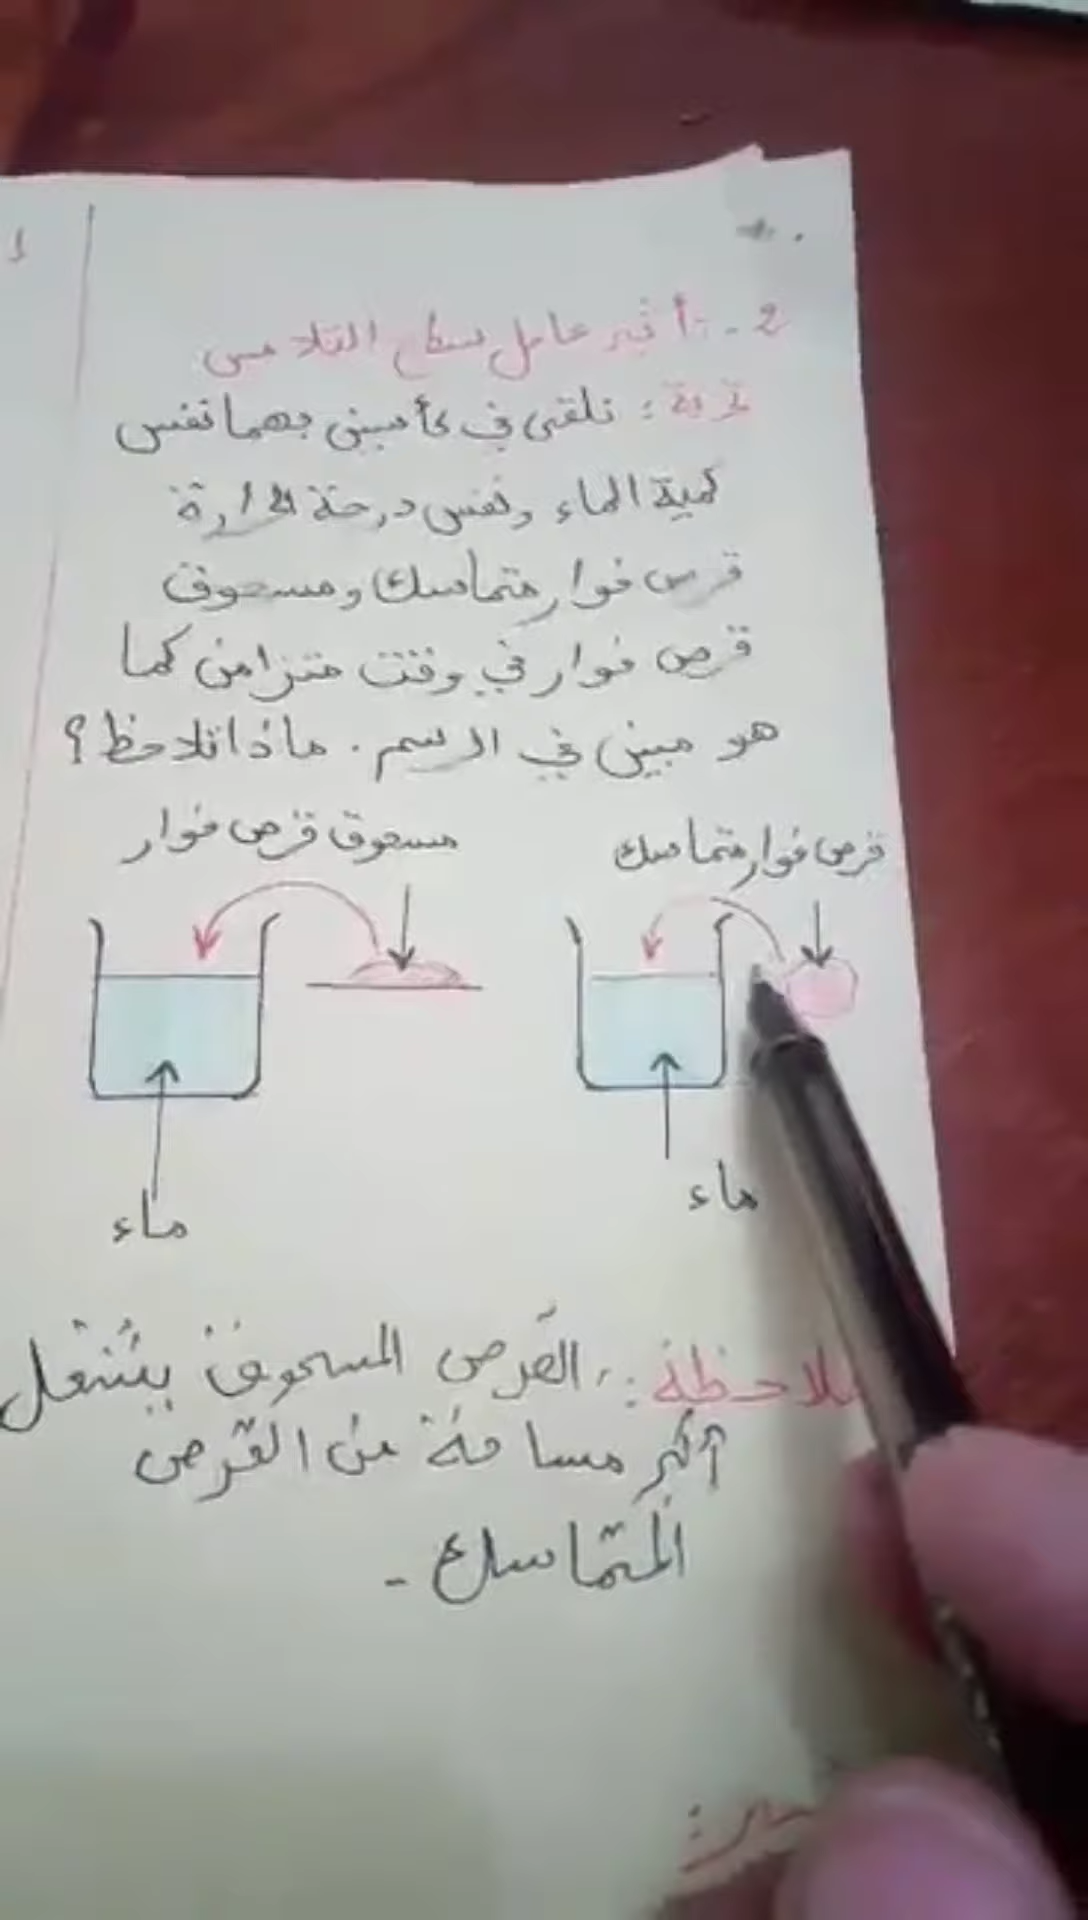 2 - تأثير عامل سطح التلامس
تجربة : نلقي في كأسين بهما نفس
كمية الماء ونفس درجة الحرارة
قرص فوار متماسك ومسحوق
قرص فوار في وقت متزامن كما
هو مبين في الرسم . ماذا تلاحظ ؟
قرص فوار متماسك
مسحوق قرص فوار
ماء
ماء
ملاحظة : القرص المسحوق يشغل
أكبر مساحة من القرص
المتماسك -